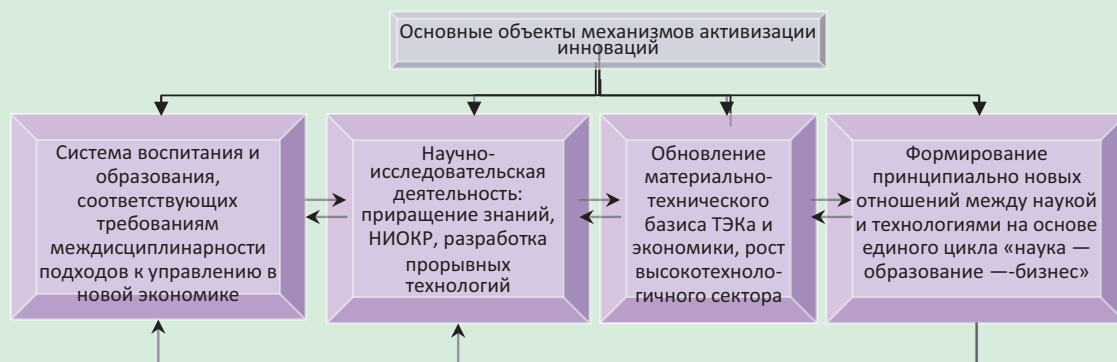 Основные объекты механизмов активизации
инноваций
Система воспитания и
образования,
соответствующих
требованиям
междисциплинарности
подходов к управлению в
новой экономике
Научно-
исследовательская
деятельность:
приращение знаний,
НИОКР, разработка
прорывных
технологий
Обновление
материально-
технического
базиса ТЭКа и
экономики, рост
высокотехноло-
гичного сектора
Формирование
принципиально новых
отношений между наукой
и технологиями на основе
единого цикла «наука —
образование —-бизнес»